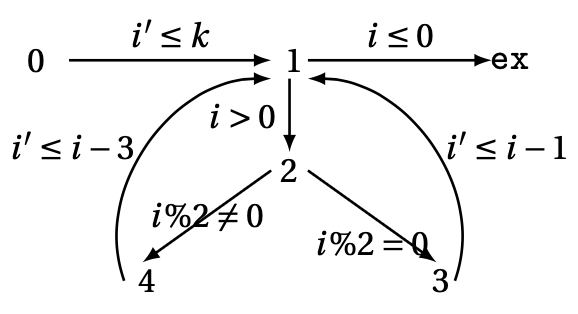 i′ ≤ k
i ≤ 0
0
1
ex
i > 0
i′ ≤ i − 3
i′ ≤ i − 1
2
i%2 ≠ 0
i%2 = 0
4
3